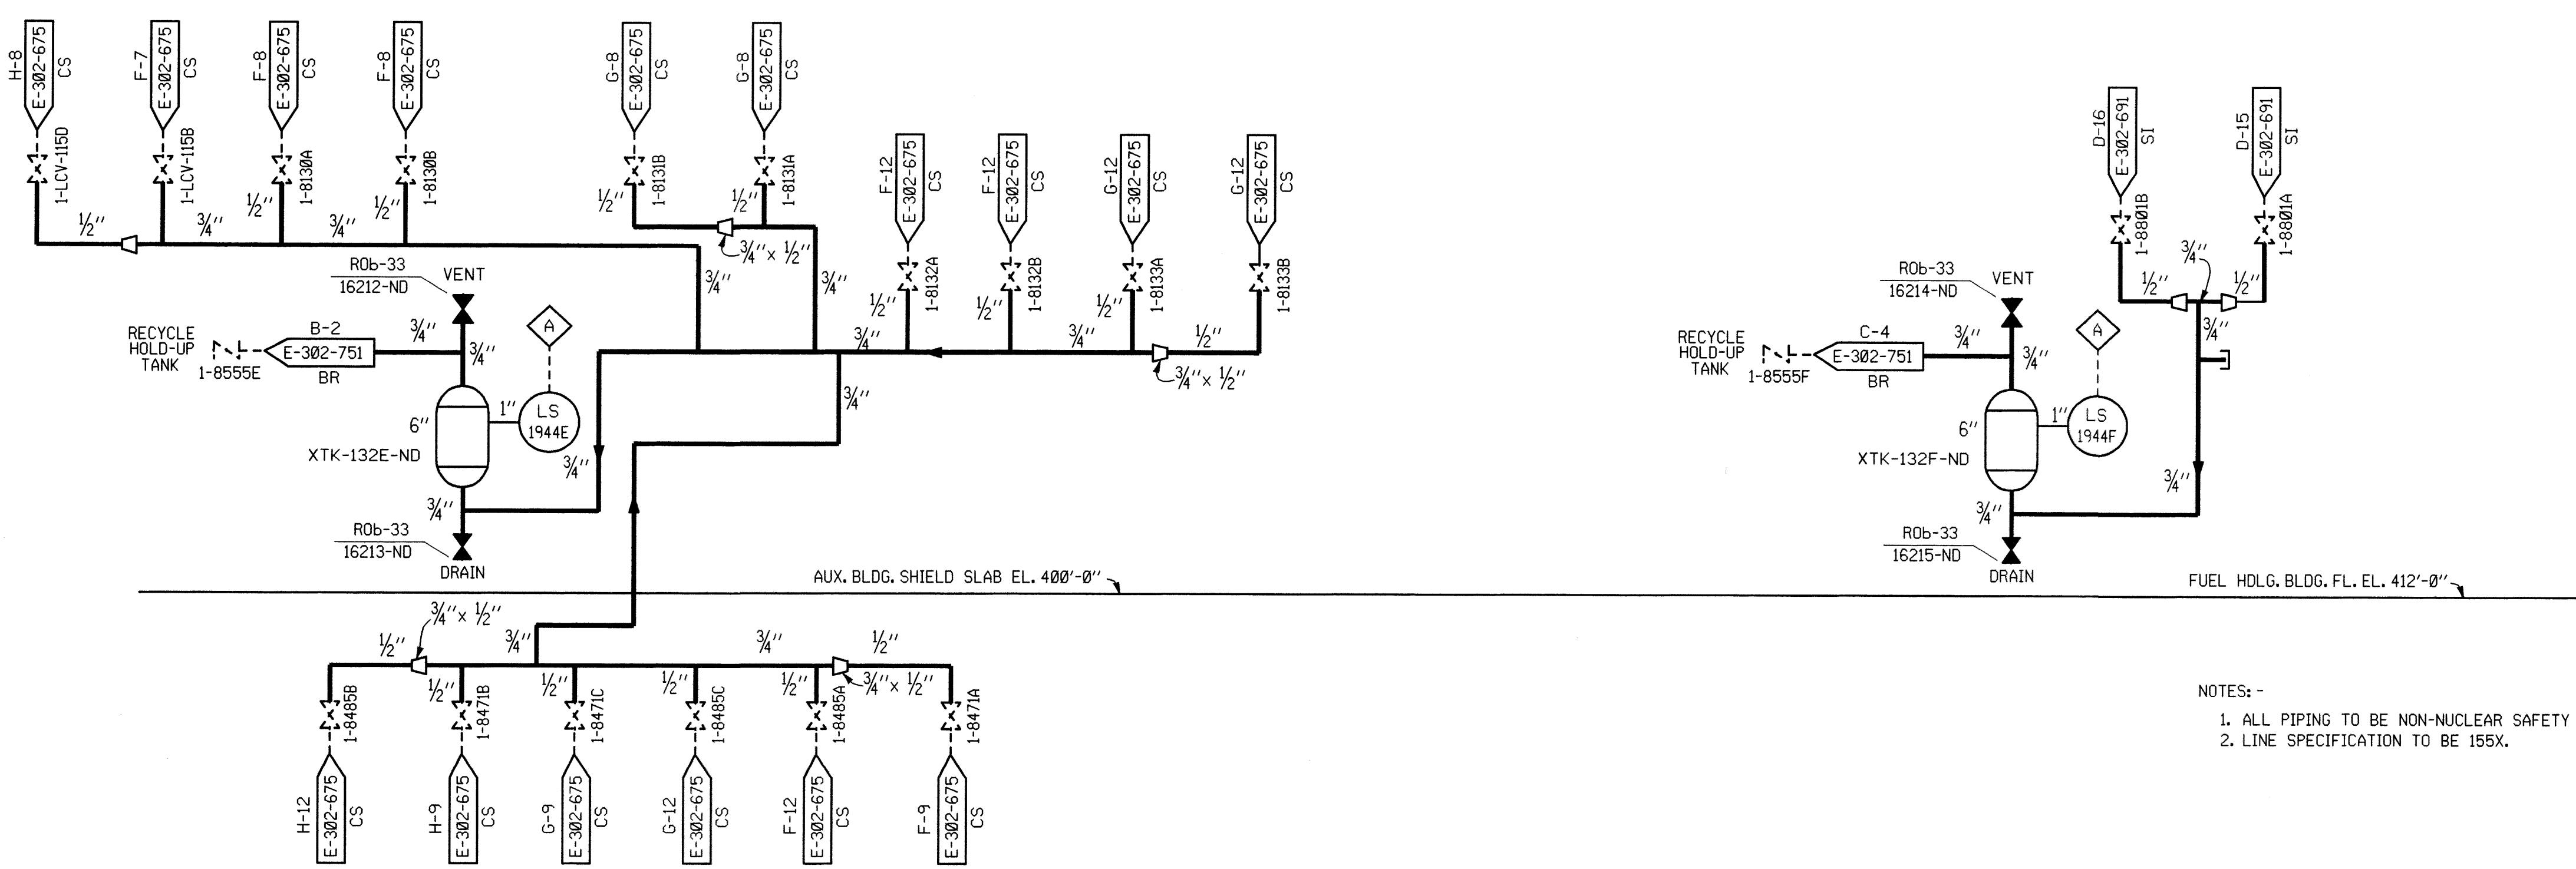 H-8
E-302-675
CS
F-7
E-302-675
CS
F-8
E-302-675
CS
F-8
E-302-675
CS
G-8
E-302-675
CS
G-8
E-302-675
CS
1-LCV-115D
1-LCV-115B
1-8130A
1-8130B
1-8131B
1-8131A
F-12
E-302-675
CS
F-12
E-302-675
CS
G-12
E-302-675
CS
G-12
E-302-675
CS
1-8132A
1-8132B
1-8133A
1-8133B
1/2"
3/4"
1/2"
3/4"
1/2"
1/2"
1/2"
3/4" x 1/2"
3/4"
3/4"
1/2"
1/2"
1/2"
3/4"
3/4"
1/2"
3/4" x 1/2"
R0b-33
16212-ND
VENT
RECYCLE
HOLD-UP
TANK
1-8555E
B-2
E-302-751
BR
3/4"
3/4"
A
6"
1"
LS
1944E
XTK-132E-ND
3/4"
3/4"
3/4"
R0b-33
16213-ND
DRAIN
AUX. BLDG. SHIELD SLAB EL. 400'-0"
3/4" x 1/2"
1/2"
3/4"
3/4"
1/2"
3/4" x 1/2"
1/2"
1/2"
1/2"
1/2"
1-8485B
1-8471B
1-8471C
1-8485C
1-8485A
1-8471A
H-12
E-302-675
CS
H-9
E-302-675
CS
G-9
E-302-675
CS
G-12
E-302-675
CS
F-12
E-302-675
CS
F-9
E-302-675
CS
D-16
E-302-691
SI
D-15
E-302-691
SI
1-8801B
1-8801A
3/4"
1/2"
1/2"
3/4"
R0b-33
16214-ND
VENT
RECYCLE
HOLD-UP
TANK
1-8555F
C-4
E-302-751
BR
3/4"
3/4"
A
6"
1"
LS
1944F
XTK-132F-ND
3/4"
3/4"
R0b-33
16215-ND
DRAIN
FUEL HDLG. BLDG. FL. EL. 412'-0"
NOTES: -
1. ALL PIPING TO BE NON-NUCLEAR SAFETY
2. LINE SPECIFICATION TO BE 155X.